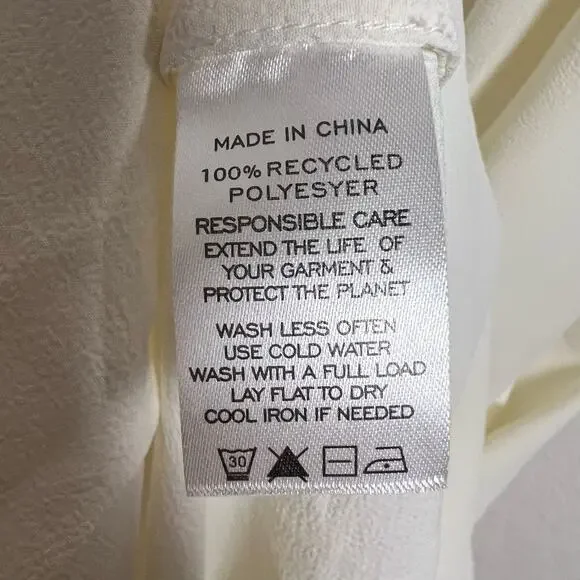 MADE IN CHINA
100% RECYCLED
POLYESYER
RESPONSIBLE CARE
EXTEND THE LIFE OF
YOUR GARMENT &
PROTECT THE PLANET
WASH LESS OFTEN
USE COLD WATER
WASH WITH A FULL LOAD
LAY FLAT TO DRY
COOL IRON IF NEEDED
30